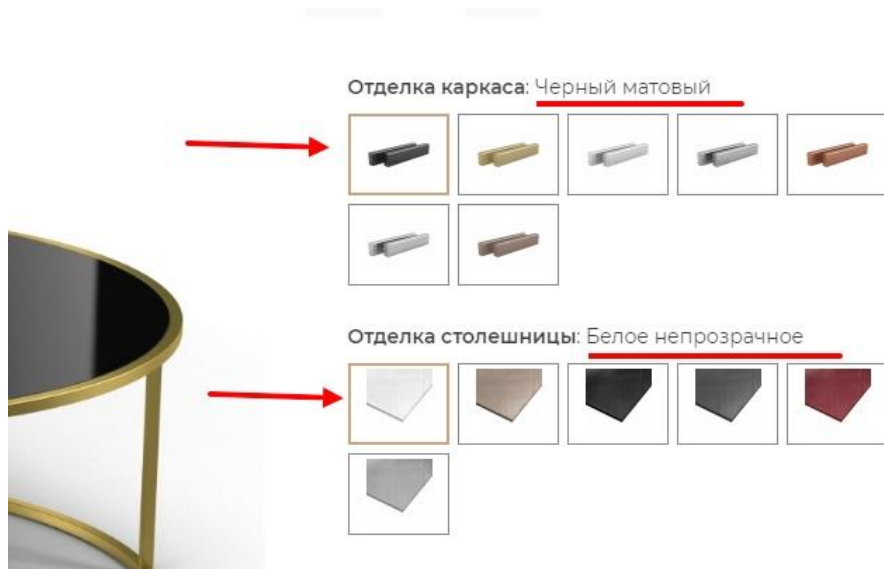 Отделка каркаса: Черный матовый
Отделка столешницы: Белое непрозрачное